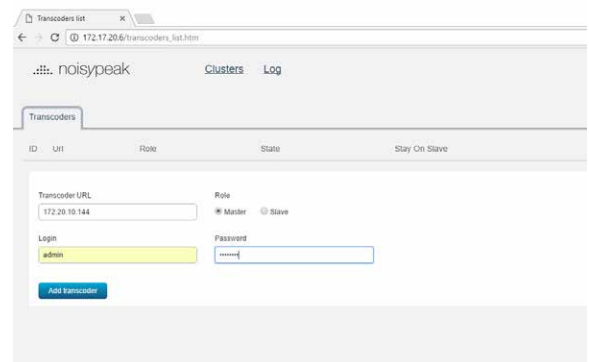 Transcoders list
172.17.20.6/transcoders_list.htm
noisypeak Clusters Log
Transcoders
ID Url Role State Stay On Slave
Transcoder URL Role
172.20.10.144 Master Slave
Login Password
admin ••••••••
Add transcoder